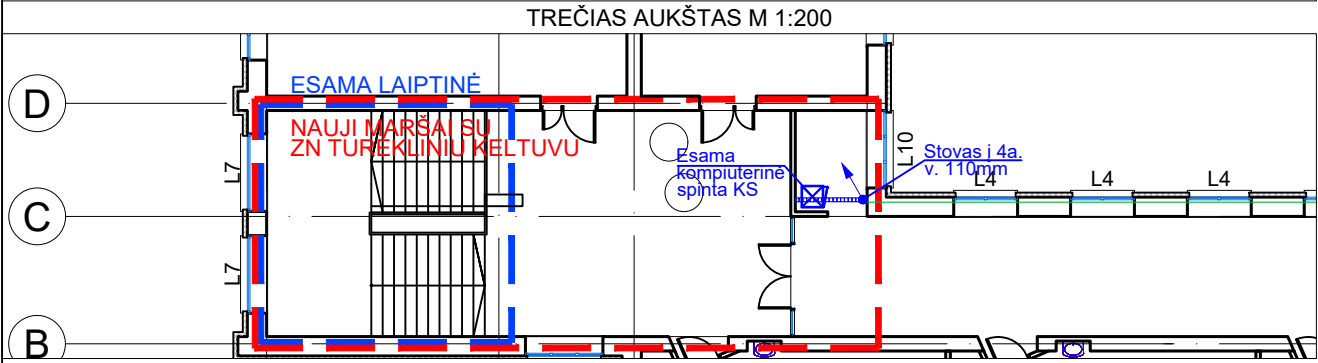 TREČIAS AUKŠTAS M 1:200
D
ESAMA LAIPTINĖ
NAUJI MARŠAI SU
ZN TUREKLINIU KELTUVU
L7
Esama
kompiuterinė
spinta KS
L10
Stovas į 4a.
v. 110mm
L4
L4
L4
C
L7
B